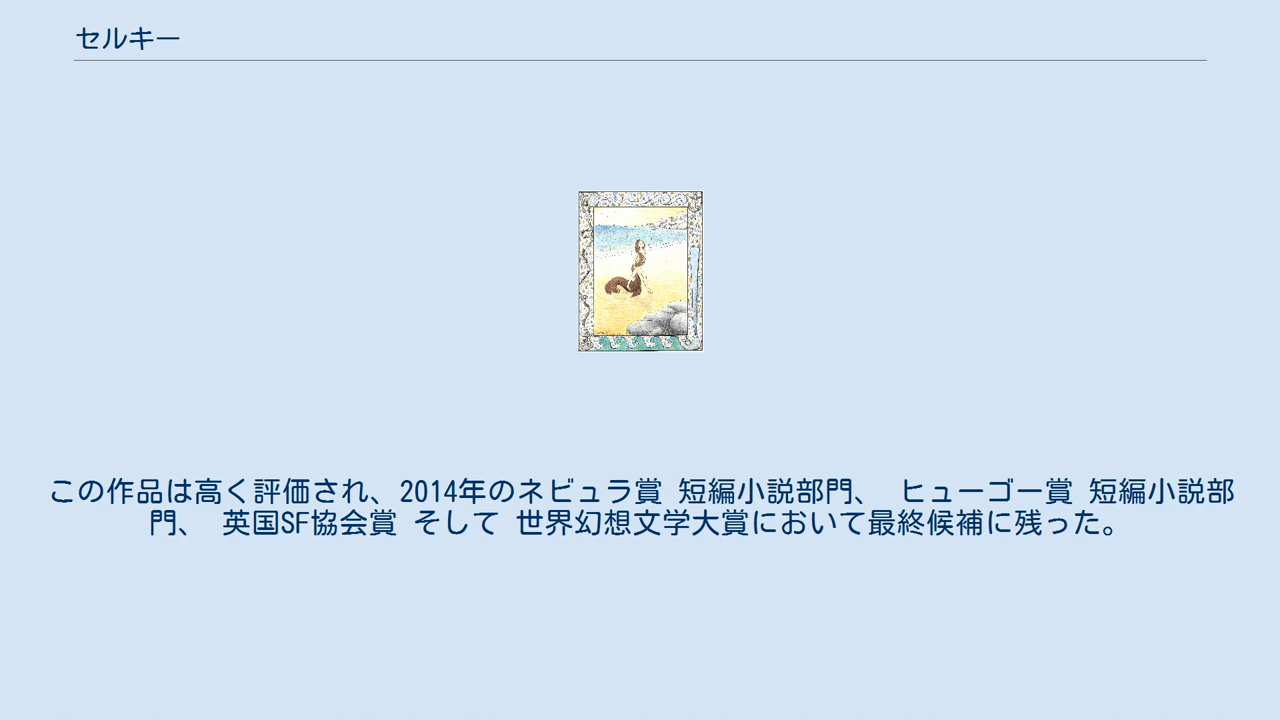 セルキー
この作品は高く評価され、2014年のネビュラ賞 短編小説部門、 ヒューゴー賞 短編小説部
門、 英国SF協会賞 そして 世界幻想文学大賞において最終候補に残った。